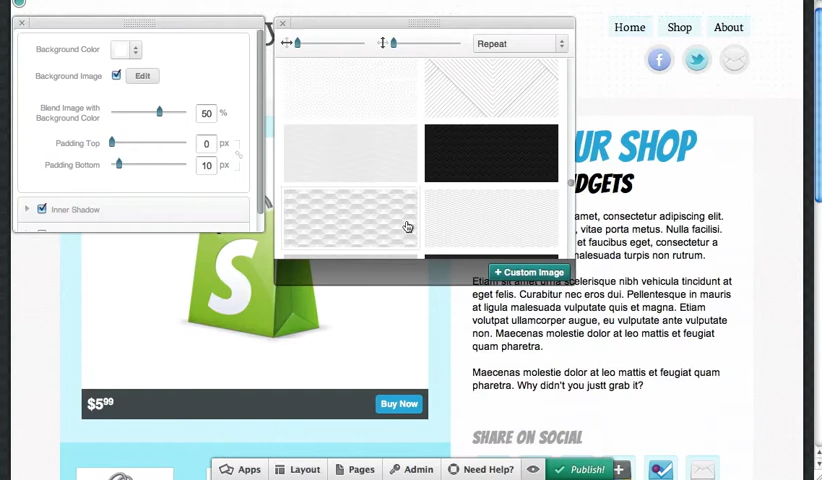 Home
Shop
About
Background Color
Repeat
Background Image
Edit
Blend Image with
Background Color
50 %
Padding Top
0 px
Padding Bottom
10 px
Inner Shadow
+ Custom Image
UR SHOP
DGETS
amet, consectetur adipiscing elit.
, vitae porta metus. Nulla facilisi.
et faucibus eget, consectetur a
malesuada turpis non rutrum.
Etiam sit scelerisque nibh vehicula tincidunt at
eget felis. Curabitur nec eros dui. Pellentesque in mauris
at ligula malesuada vulputate quis et magna. Etiam
volutpat ullamcorper augue, eu vulputate ante vulputate
non. Maecenas molestie dolor at leo mattis et feugiat
quam pharetra.
Maecenas molestie dolor at leo mattis et feugiat quam
pharetra. Why didn't you justt grab it?
S
$5.99
Buy Now
SHARE ON SOCIAL
Apps
Layout
Pages
Admin
Need Help?
Publish!